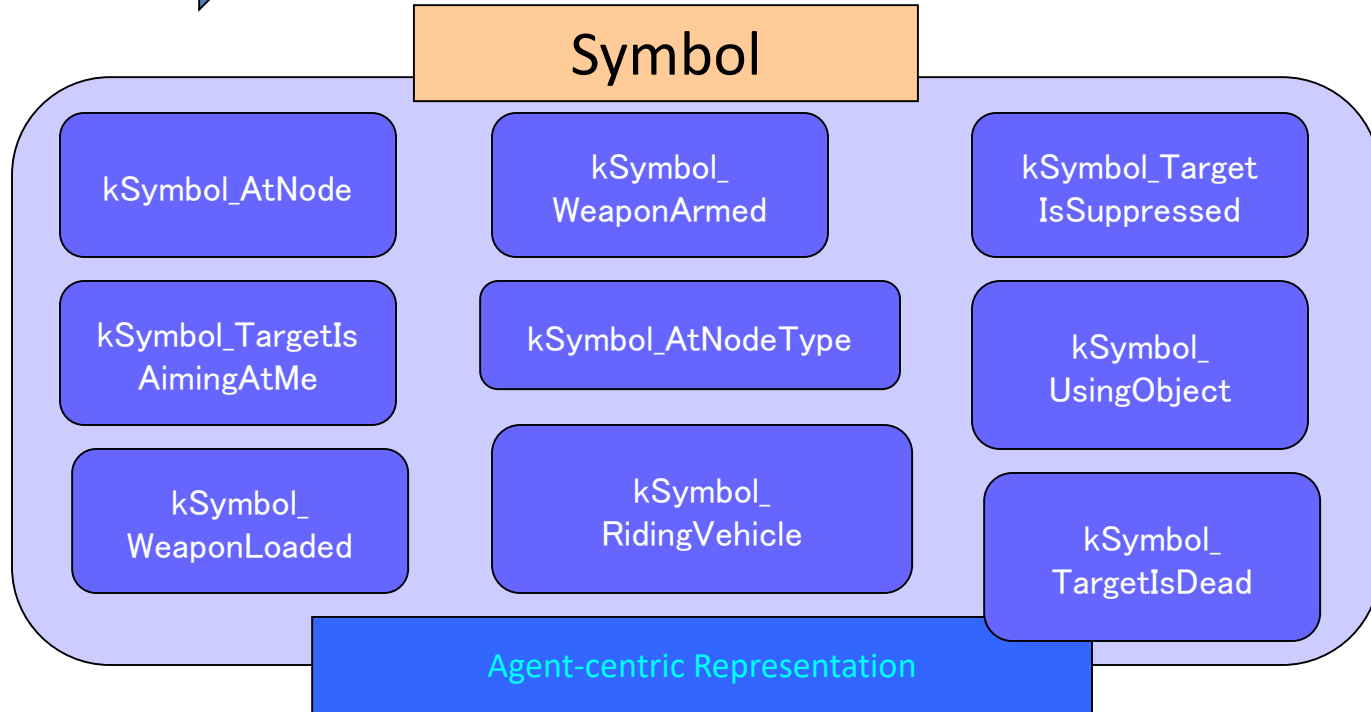 Symbol
kSymbol_AtNode
kSymbol_
WeaponArmed
kSymbol_Target
IsSuppressed
kSymbol_TargetIs
AimingAtMe
kSymbol_AtNodeType
kSymbol_
UsingObject
kSymbol_
WeaponLoaded
kSymbol_
RidingVehicle
kSymbol_
TargetIsDead
Agent-centric Representation